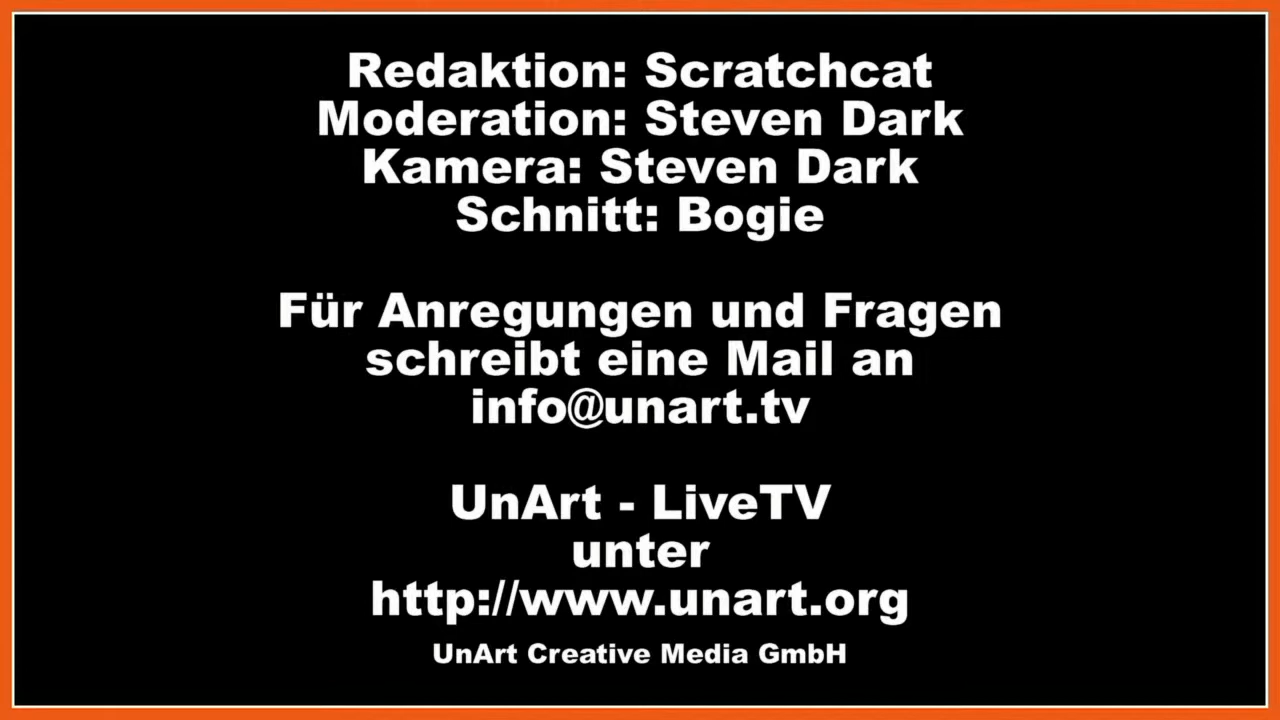 Redaktion: Scratchcat
Moderation: Steven Dark
Kamera: Steven Dark
Schnitt: Bogie
Für Anregungen und Fragen
schreibt eine Mail an
info@unart.tv
UnArt - LiveTV
unter
http://www.unart.org
UnArt Creative Media GmbH